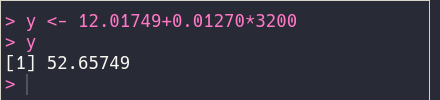 > y <- 12.01749+0.01270*3200
> y
[1] 52.65749
>